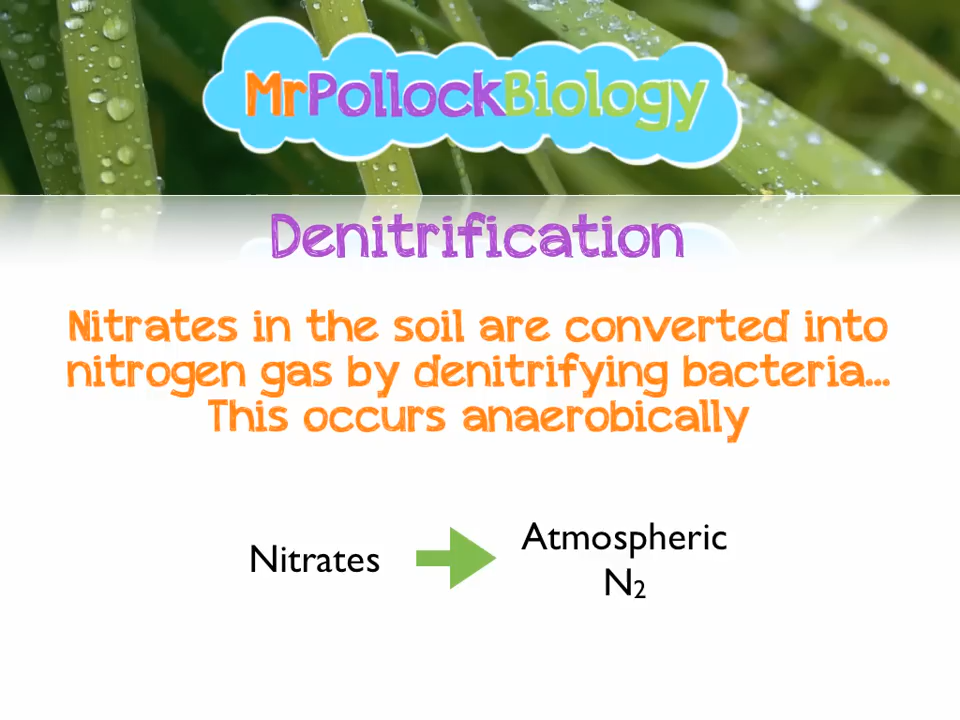 MrPollockBiology
Denitrification
Nitrates in the soil are converted into
nitrogen gas by denitrifying bacteria...
This occurs anaerobically
Nitrates
Atmospheric
N₂